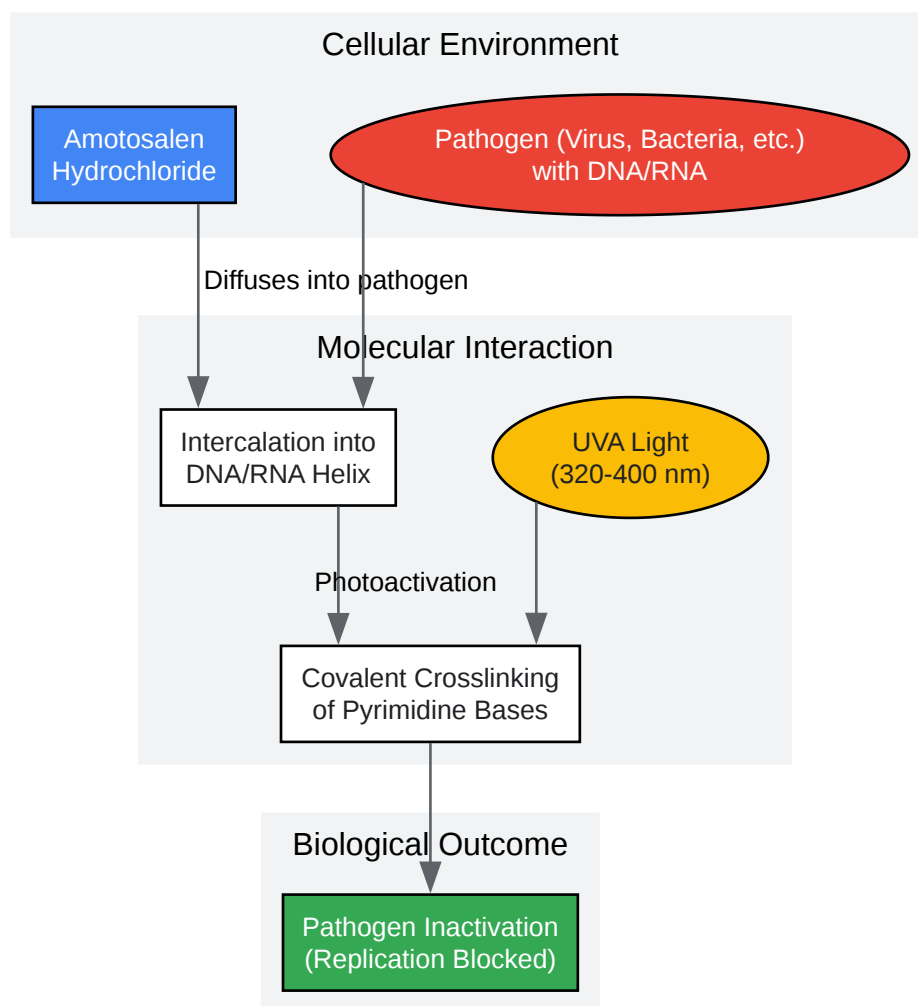 Cellular Environment
Amotosalen
Hydrochloride
Pathogen (Virus, Bacteria, etc.)
with DNA/RNA
Diffuses into pathogen
Molecular Interaction
Intercalation into
DNA/RNA Helix
UVA Light
(320-400 nm)
Photoactivation
Covalent Crosslinking
of Pyrimidine Bases
Biological Outcome
Pathogen Inactivation
(Replication Blocked)